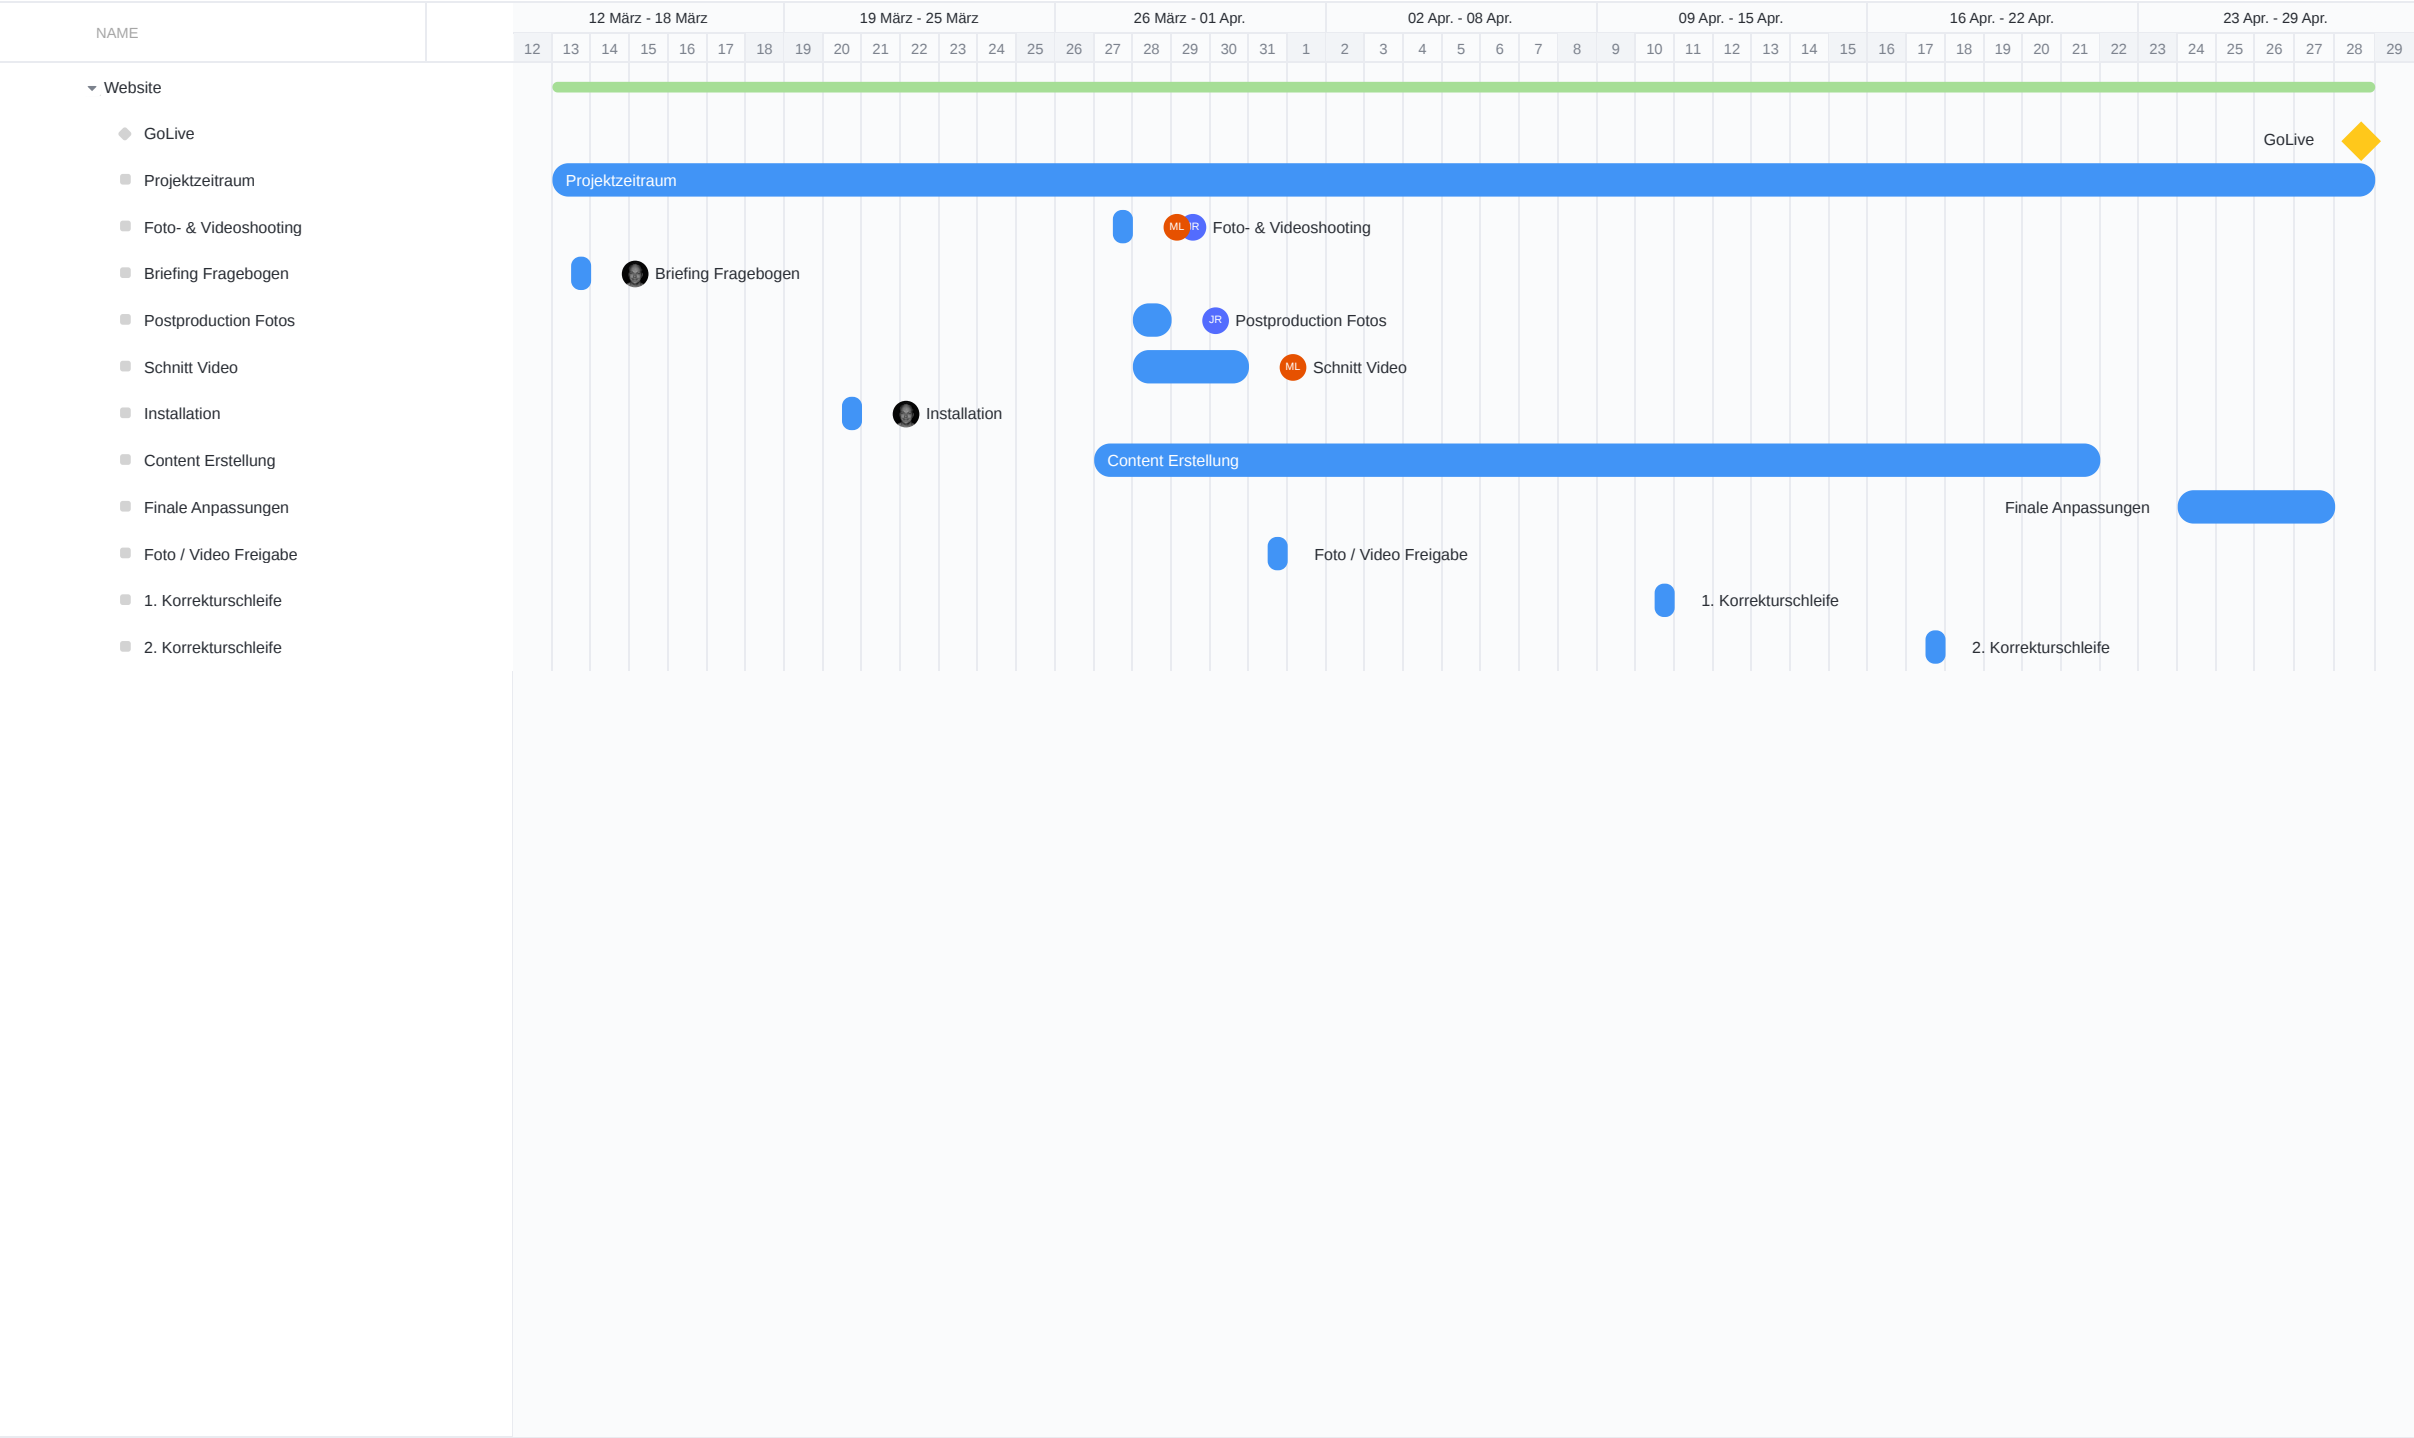 NAME
12 März - 18 März 19 März - 25 März 26 März - 01 Apr. 02 Apr. - 08 Apr. 09 Apr. - 15 Apr. 16 Apr. - 22 Apr. 23 Apr. - 29 Apr.
12 13 14 15 16 17 18 19 20 21 22 23 24 25 26 27 28 29 30 31 1 2 3 4 5 6 7 8 9 10 11 12 13 14 15 16 17 18 19 20 21 22 23 24 25 26 27 28 29
Website
GoLive GoLive
Projektzeitraum Projektzeitraum
Foto- & Videoshooting ML JR Foto- & Videoshooting
Briefing Fragebogen Briefing Fragebogen
Postproduction Fotos JR Postproduction Fotos
Schnitt Video ML Schnitt Video
Installation Installation
Content Erstellung Content Erstellung
Finale Anpassungen Finale Anpassungen
Foto / Video Freigabe Foto / Video Freigabe
1. Korrekturschleife 1. Korrekturschleife
2. Korrekturschleife 2. Korrekturschleife